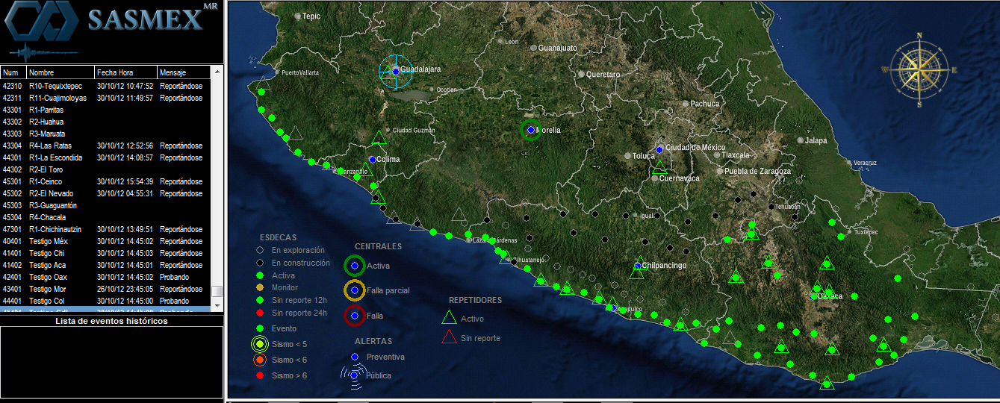 SASMEX MR
Num Nombre Fecha Hora Mensaje
42310 R10-Tequixtepec 30/10/12 10:47:52 Reportándose
42311 R11-Cuajimoloyas 30/10/12 11:49:57 Reportándose
43301 R1-Parritas
43302 R2-Huahua
43303 R3-Maruata
43304 R4-Las Ratas 30/10/12 12:52:56 Reportándose
44301 R1-La Escondida 30/10/12 14:08:57 Reportándose
44302 R2-El Toro
45301 R1-Ceinco 30/10/12 15:54:39 Reportándose
45302 R2-El Nevado 30/10/12 04:55:31 Reportándose
45303 R3-Guaguantón
45304 R4-Chacala
47301 R1-Chichinautzin 30/10/12 13:49:51 Reportándose
40401 Testigo Méx 30/10/12 14:45:02 Reportándose
41401 Testigo Chi 30/10/12 14:45:03 Reportándose
41402 Testigo Aca 30/10/12 14:45:01 Reportándose
42401 Testigo Oax 30/10/12 14:45:02 Probando
43401 Testigo Mor 26/10/12 23:45:05 Reportándose
44401 Testigo Col 30/10/12 14:45:00 Probando
Lista de eventos históricos
Tepic
Leon
Guanajuato
PuertoVallarta
Guadalajara
Queretaro
Ocotlan
Pachuca
Ciudad Guzmán
Morelia
Jalapa
Ciudad de México
Toluca
Tlaxcala
Colima
Manzanillo
Veracruz
Puebla de Zaragoza
Cuernavaca
Tehuacan
Iguala
Tuxtepec
Lázaro Cárdenas
Zihuatanejo
Chilpancingo
Oaxaca
Acapulco
N
W
E
S
ESDECAS
En exploración
En construcción
Activa
Monitor
Sin reporte 12h
Sin reporte 24h
Evento
Sismo < 5
Sismo < 6
Sismo > 6
CENTRALES
Activa
Falla parcial
Falla
ALERTAS
Preventiva
Pública
REPETIDORES
Activo
Sin reporte